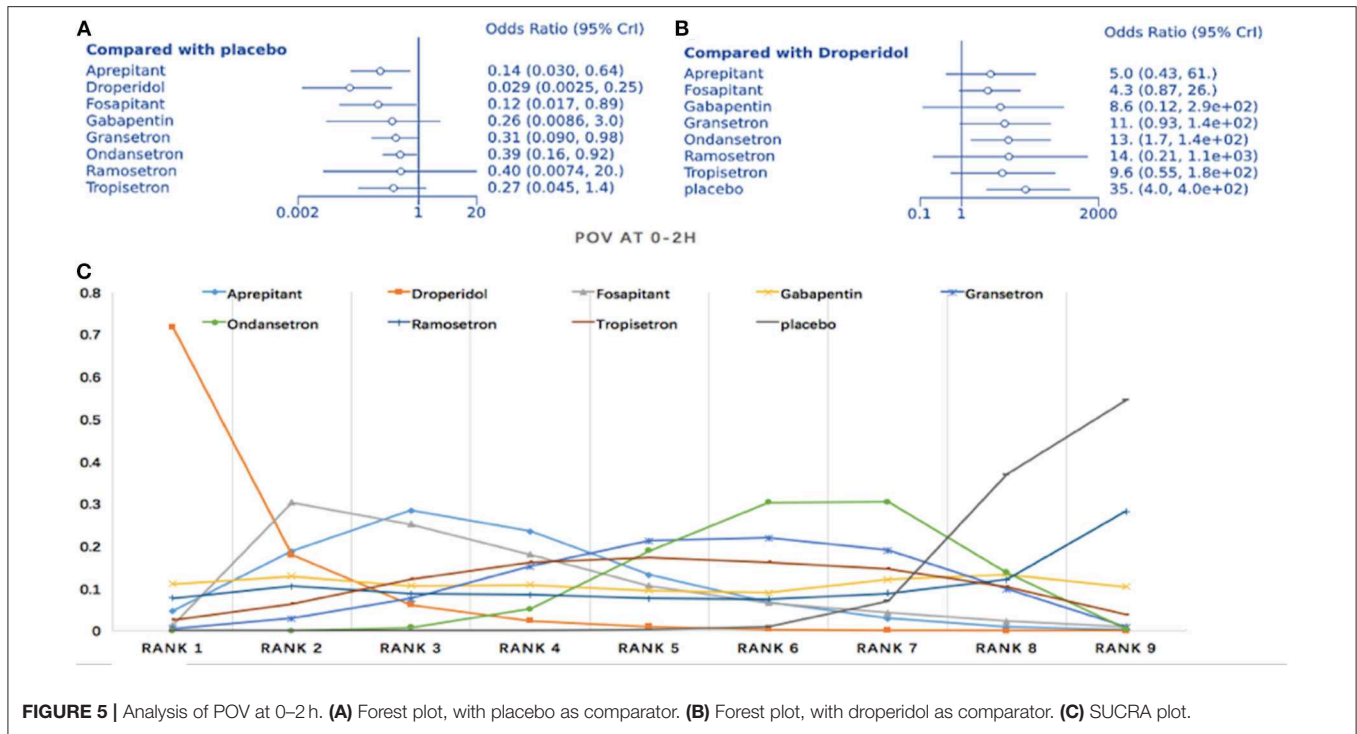 A
Odds Ratio (95% CrI)
Compared with placebo
Aprepitant 0.14 (0.030, 0.64)
Droperidol 0.029 (0.0025, 0.25)
Fosapitant 0.12 (0.017, 0.89)
Gabapentin 0.26 (0.0086, 3.0)
Gransetron 0.31 (0.090, 0.98)
Ondansetron 0.39 (0.16, 0.92)
Ramosetron 0.40 (0.0074, 20.)
Tropisetron 0.27 (0.045, 1.4)
0.002 1 20
B
Odds Ratio (95% CrI)
Compared with Droperidol
Aprepitant 5.0 (0.43, 61.)
Fosapitant 4.3 (0.87, 26.)
Gabapentin 8.6 (0.12, 2.9e+02)
Gransetron 11. (0.93, 1.4e+02)
Ondansetron 13. (1.7, 1.4e+02)
Ramosetron 14. (0.21, 1.1e+03)
Tropisetron 9.6 (0.55, 1.8e+02)
placebo 35. (4.0, 4.0e+02)
0.1 1 2000
POV AT 0-2H
C
Aprepitant Droperidol Fosapitant Gabapentin Gransetron
Ondansetron Ramosetron Tropisetron placebo
0.8
0.7
0.6
0.5
0.4
0.3
0.2
0.1
0
RANK 1 RANK 2 RANK 3 RANK 4 RANK 5 RANK 6 RANK 7 RANK 8 RANK 9
FIGURE 5 | Analysis of POV at 0–2 h. (A) Forest plot, with placebo as comparator. (B) Forest plot, with droperidol as comparator. (C) SUCRA plot.